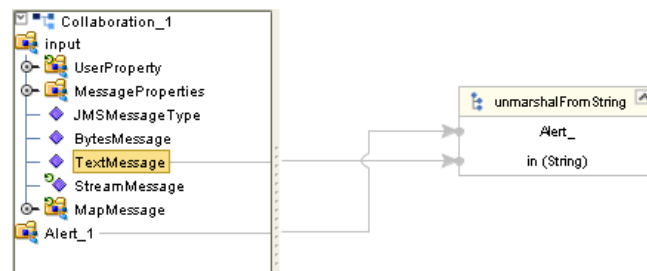 Collaboration_1
input
UserProperty
MessageProperties
JMSMessageType
BytesMessage
TextMessage
StreamMessage
MapMessage
Alert_1
unmarshalFromString
Alert_
in (String)